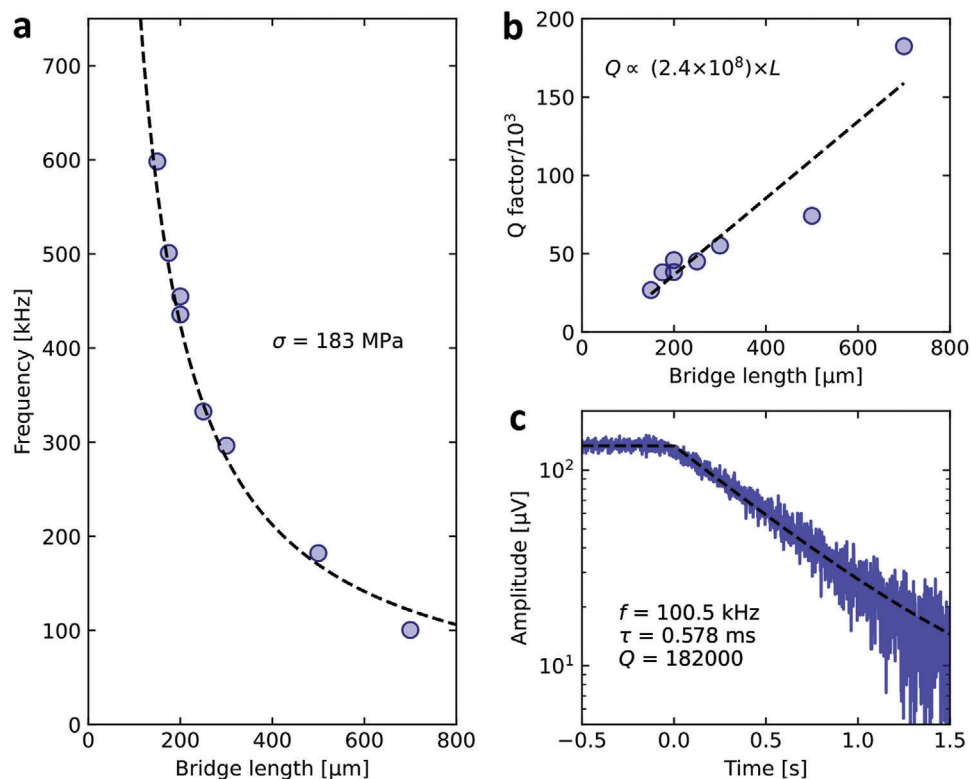 a
700
600
500
400
300
200
100
0
Frequency [kHz]
σ = 183 MPa
0 200 400 600 800
Bridge length [µm]
b
200
150
100
50
0
Q factor/10³
Q ∝ (2.4×10⁸)×L
0 200 400 600 800
Bridge length [µm]
c
10²
10¹
Amplitude [µV]
f = 100.5 kHz
τ = 0.578 ms
Q = 182000
−0.5 0.0 0.5 1.0 1.5
Time [s]